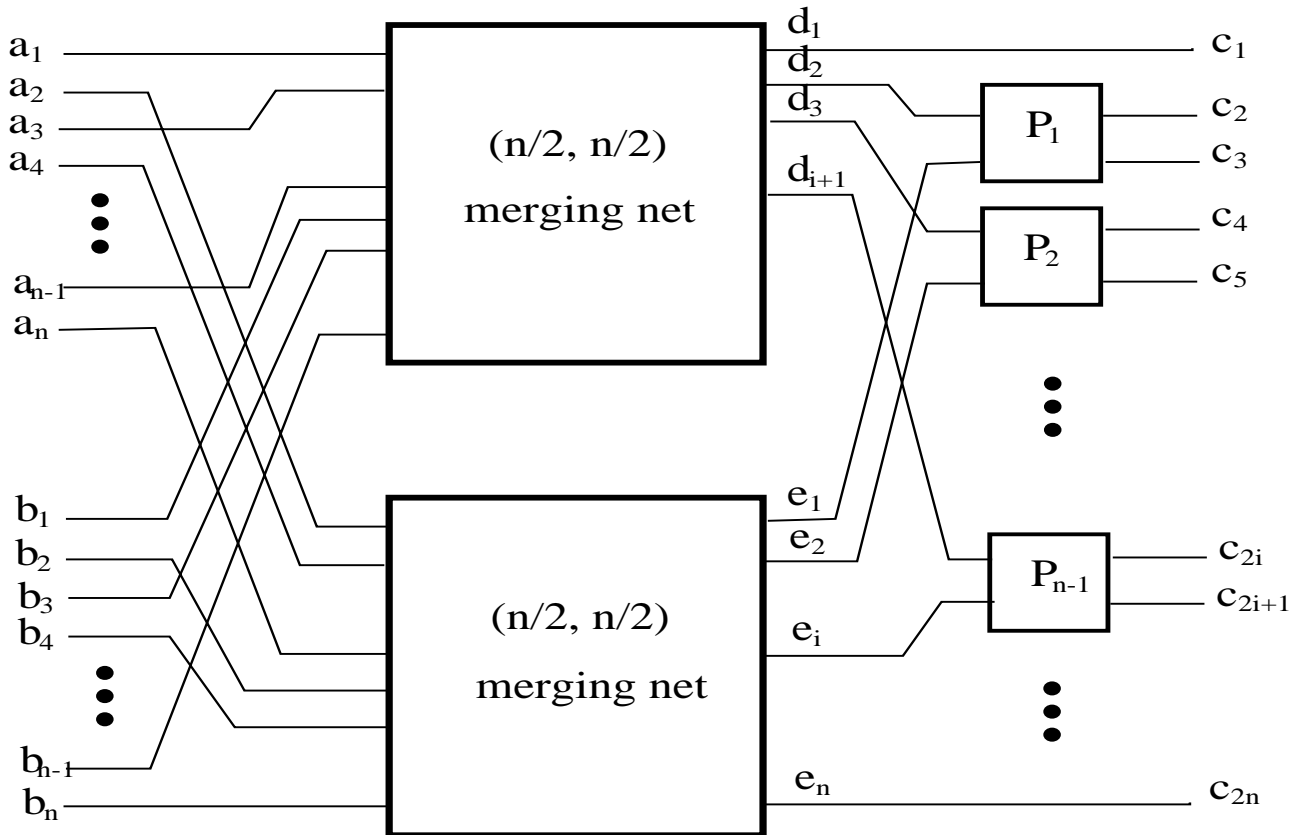 a1
a2
a3
a4
an-1
an
b1
b2
b3
b4
bn-1
bn
(n/2, n/2)
merging net
(n/2, n/2)
merging net
d1
d2
d3
di+1
e1
e2
ei
en
P1
P2
Pn-1
c1
c2
c3
c4
c5
c2i
c2i+1
c2n